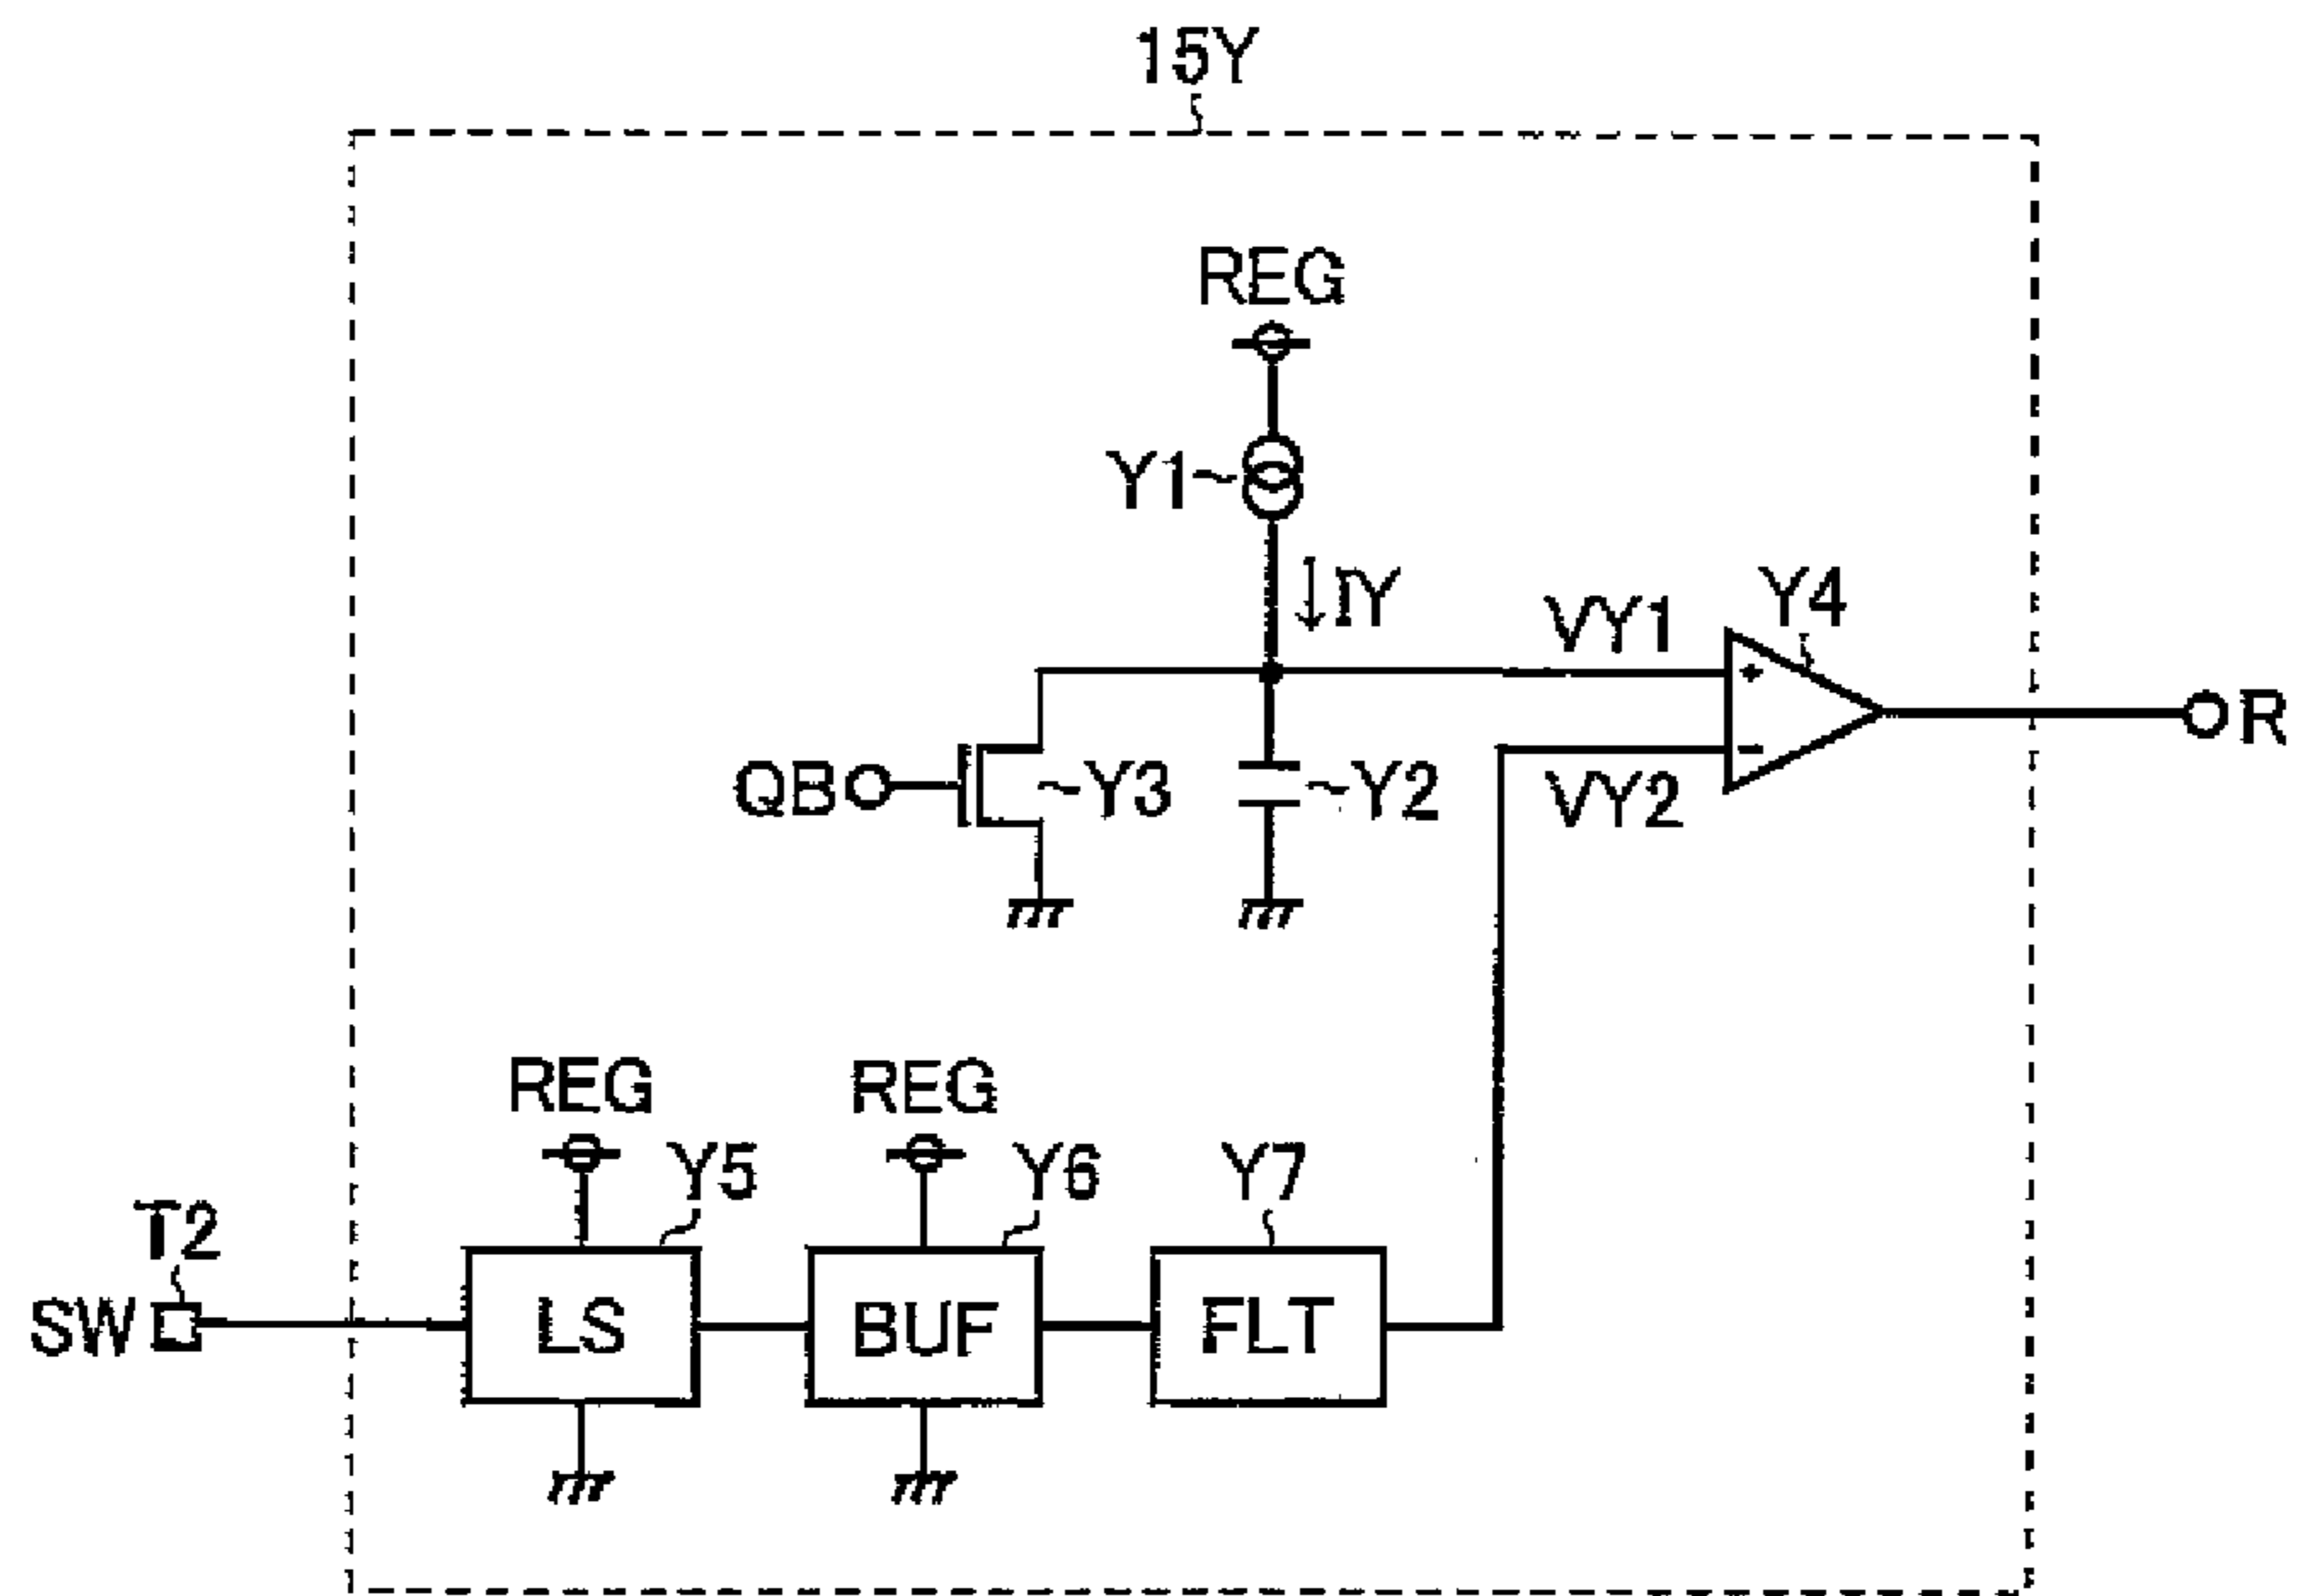 15Y
REG
Y1
IY
VY1
Y4
+
R
QB
Y3
Y2
-
VY2
REG
REG
Y5
Y6
Y7
T2
SW
LS
BUF
FLT